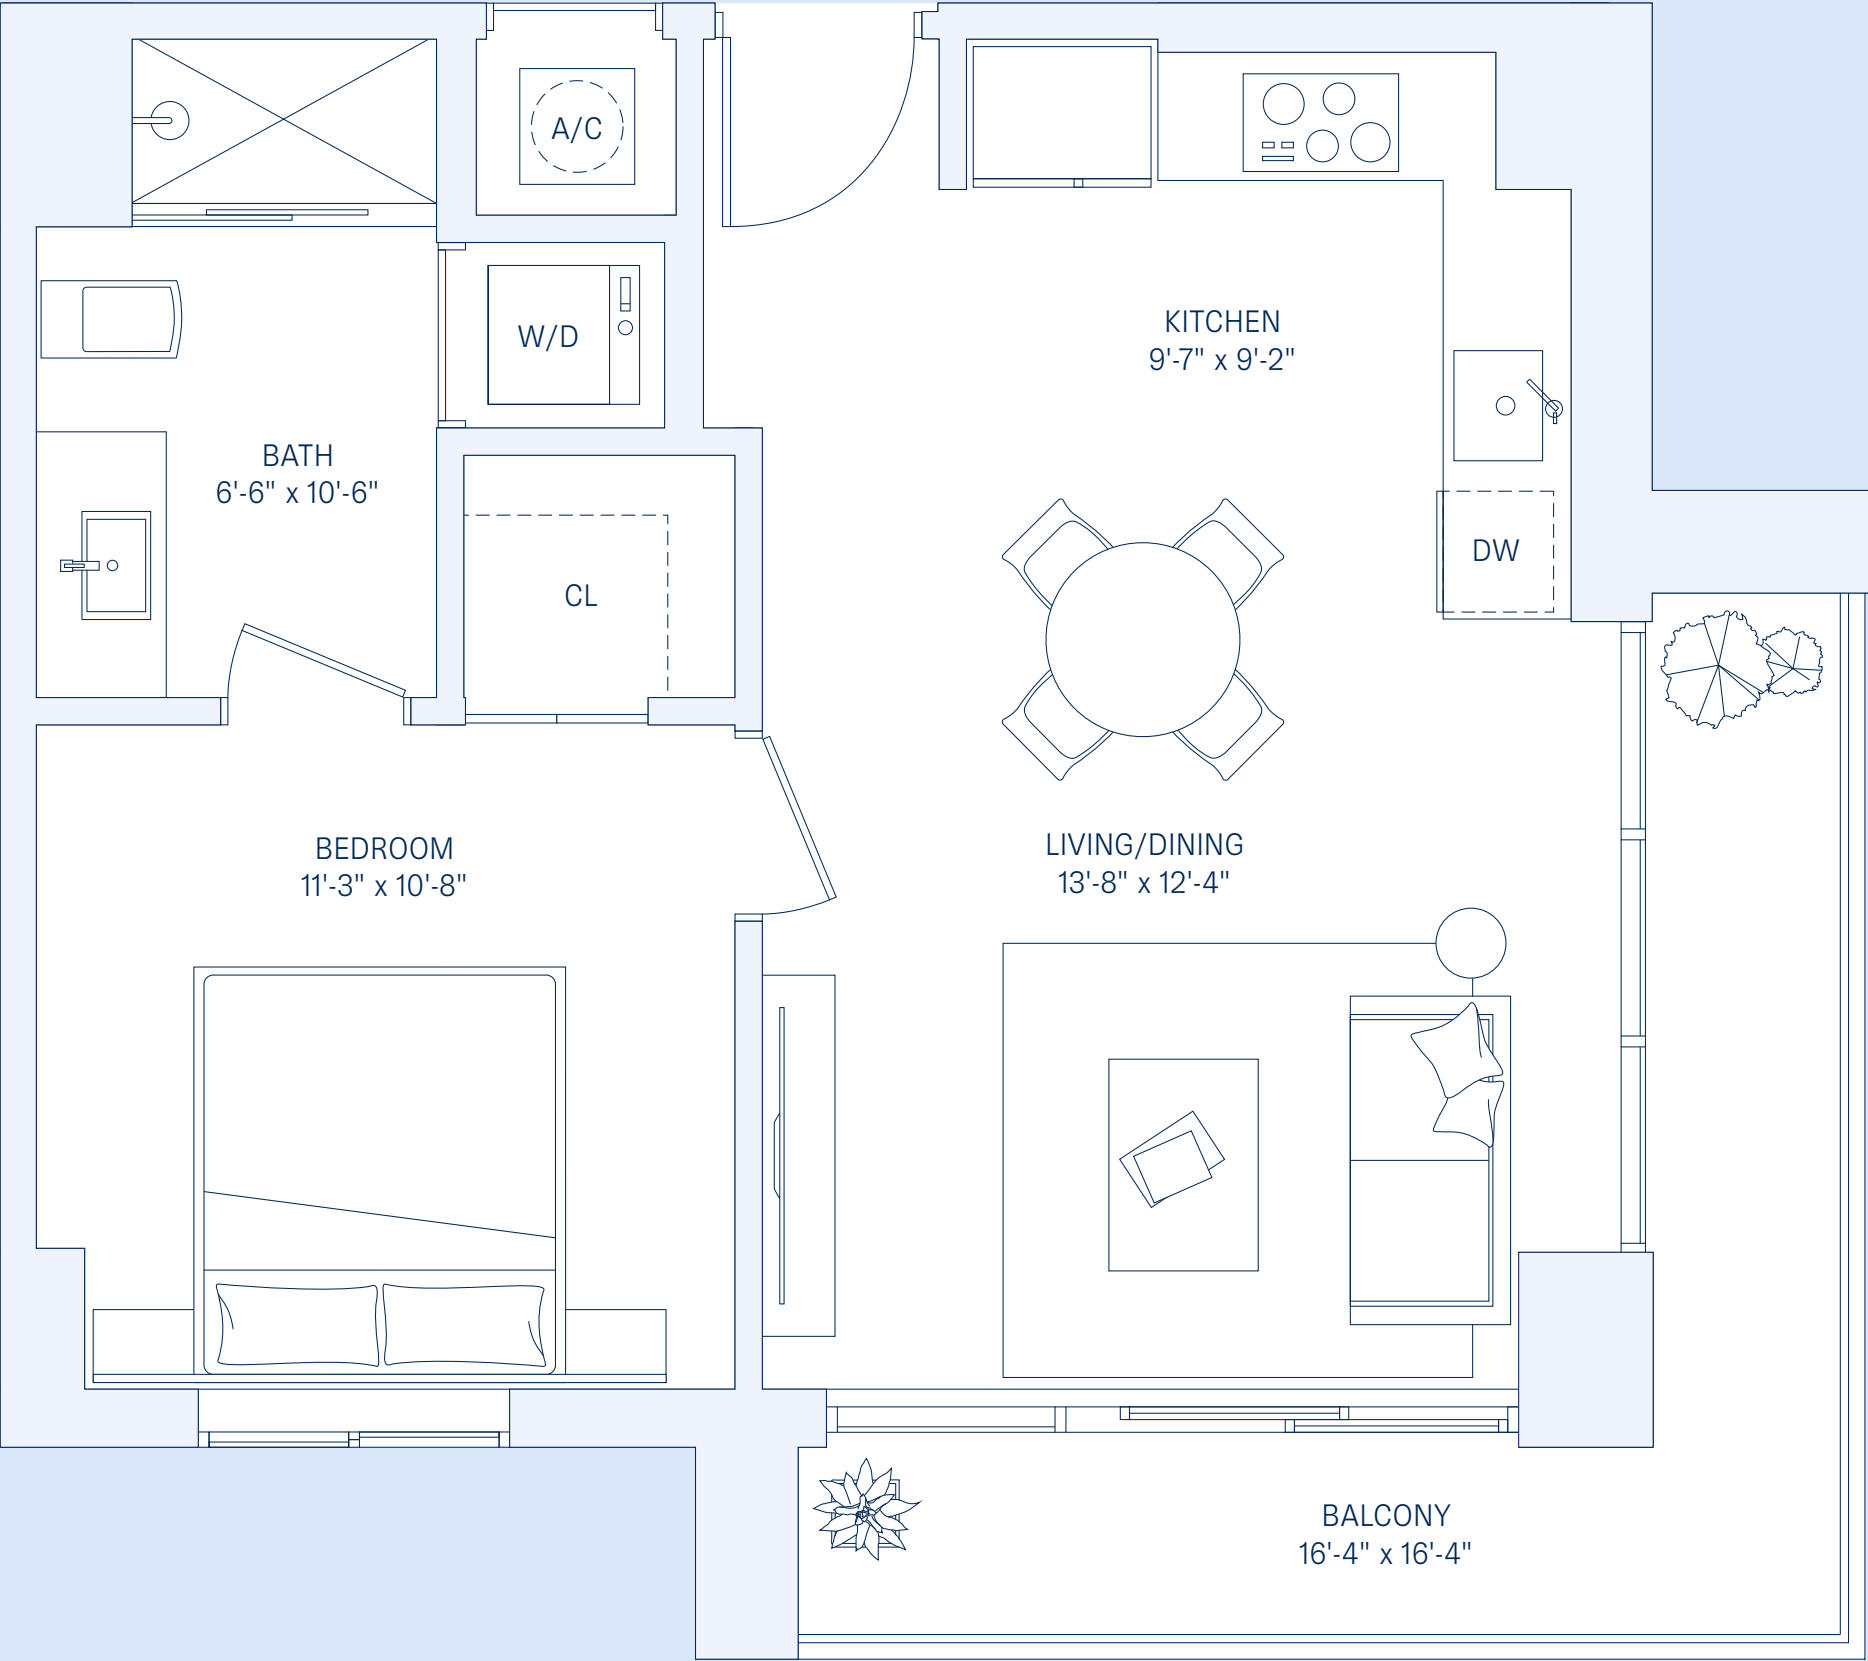 A/C
W/D
KITCHEN
9'-7" x 9'-2"
BATH
6'-6" x 10'-6"
DW
CL
BEDROOM
11'-3" x 10'-8"
LIVING/DINING
13'-8" x 12'-4"
BALCONY
16'-4" x 16'-4"